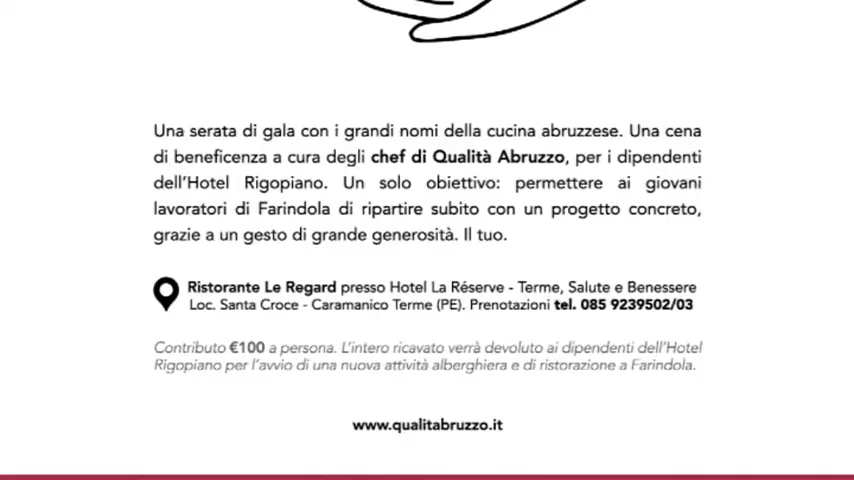 Una serata di gala con i grandi nomi della cucina abruzzese. Una cena
di beneficenza a cura degli chef di Qualità Abruzzo, per i dipendenti
dell’Hotel Rigopiano. Un solo obiettivo: permettere ai giovani
lavoratori di Farindola di ripartire subito con un progetto concreto,
grazie a un gesto di grande generosità. Il tuo.
Ristorante Le Regard presso Hotel La Réserve - Terme, Salute e Benessere
Loc. Santa Croce - Caramanico Terme (PE). Prenotazioni tel. 085 9239502/03
Contributo €100 a persona. L’intero ricavato verrà devoluto ai dipendenti dell’Hotel
Rigopiano per l’avvio di una nuova attività alberghiera e di ristorazione a Farindola.
www.qualitabruzzo.it